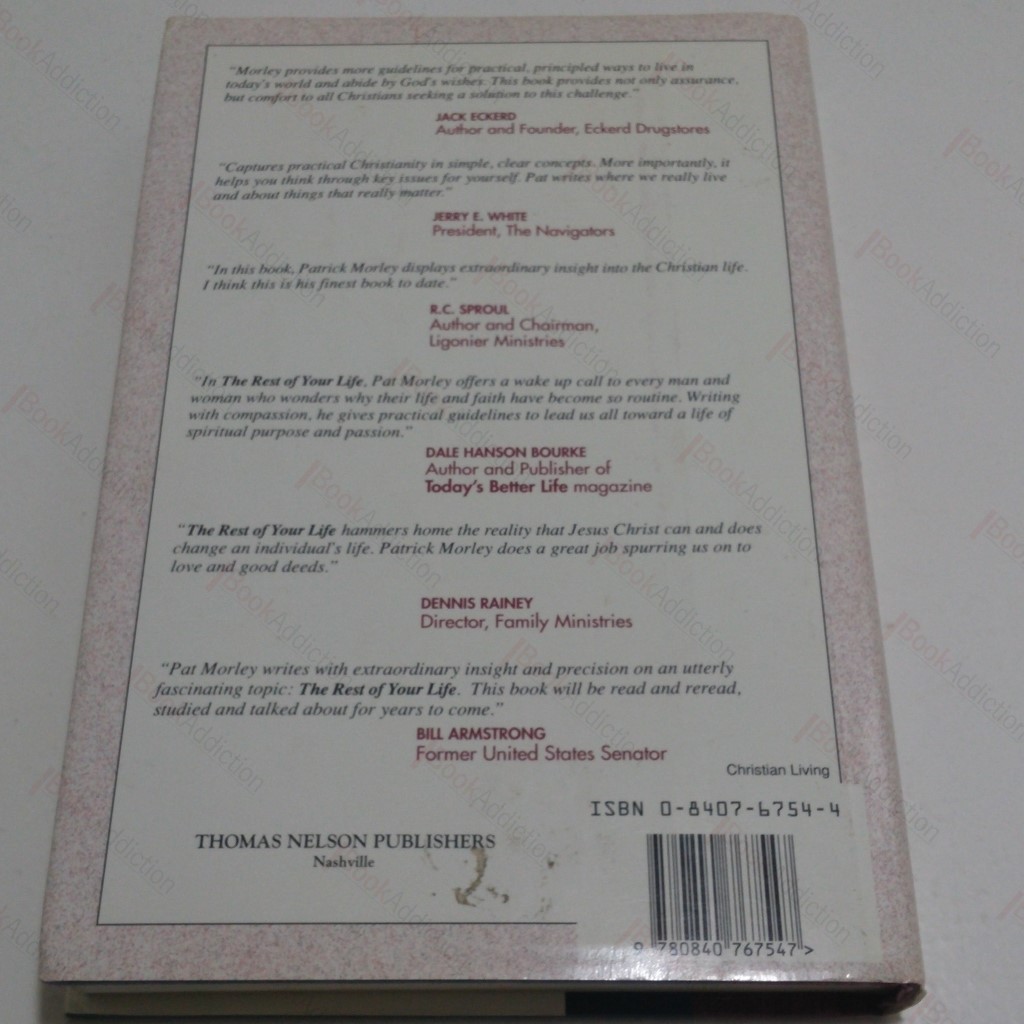 "Morley provides more guidelines for practical, principled ways to live in
today's world and abide by God's wishes. This book provides not only assurance,
but comfort to all Christians seeking a solution to this challenge."
JACK ECKERD
Author and Founder, Eckerd Drugstores
"Captures practical Christianity in simple, clear concepts. More importantly, it
helps you think through key issues for yourself. Pat writes where we really live
and about things that really matter."
JERRY E. WHITE
President, The Navigators
"In this book, Patrick Morley displays extraordinary insight into the Christian life.
I think this is his finest book to date."
R.C. SPROUL
Author and Chairman,
Ligonier Ministries
"In The Rest of Your Life, Pat Morley offers a wake up call to every man and
woman who wonders why their life and faith have become so routine. Writing
with compassion, he gives practical guidelines to lead us all toward a life of
spiritual purpose and passion."
DALE HANSON BOURKE
Author and Publisher of
Today's Better Life magazine
"The Rest of Your Life hammers home the reality that Jesus Christ can and does
change an individual's life. Patrick Morley does a great job spurring us on to
love and good deeds."
DENNIS RAINEY
Director, Family Ministries
"Pat Morley writes with extraordinary insight and precision on an utterly
fascinating topic: The Rest of Your Life. This book will be read and reread,
studied and talked about for years to come."
BILL ARMSTRONG
Former United States Senator
Christian Living
ISBN 0-8407-6754-4
THOMAS NELSON PUBLISHERS
Nashville
9 780840 767547 >
BookAddiction